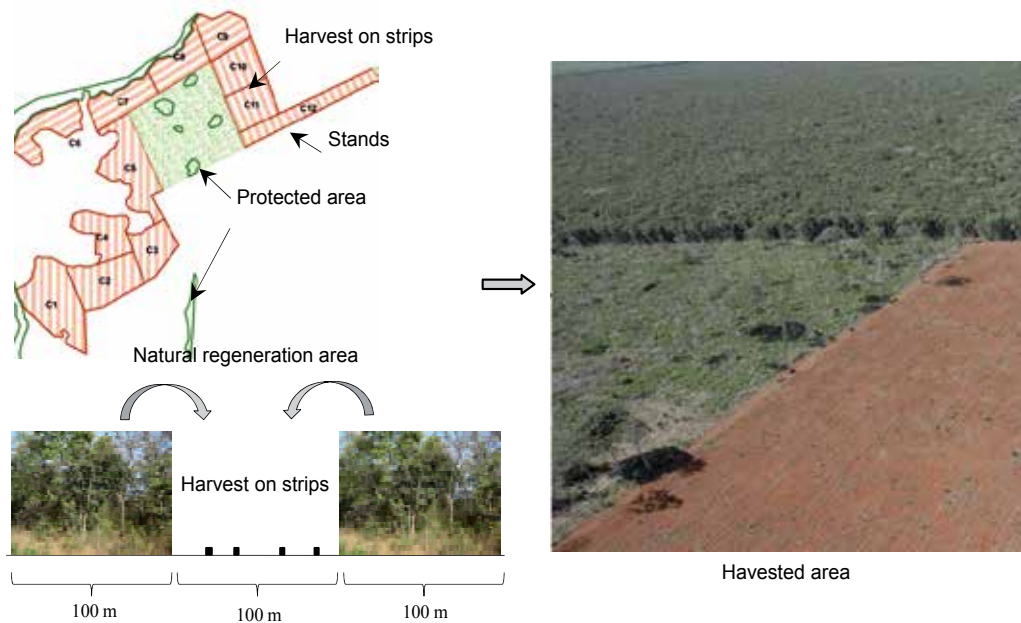 Harvest on strips
C9
C8
C10
C7
C11
C12
C6
Stands
C5
Protected area
C4
C3
C2
C1
Natural regeneration area
Harvest on strips
100 m
100 m
100 m
Havested area